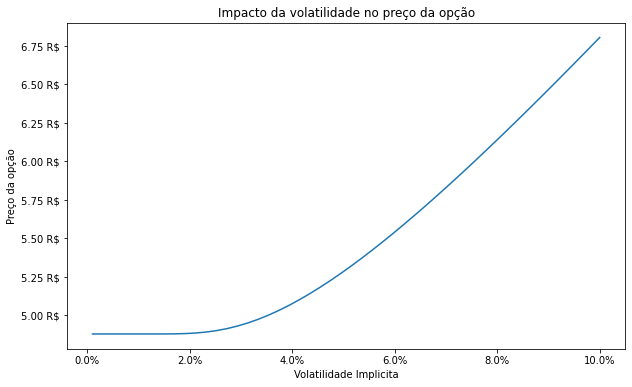 Impacto da volatilidade no preço da opção
6.75 R$
6.50 R$
6.25 R$
6.00 R$
5.75 R$
5.50 R$
5.25 R$
5.00 R$
Preço da opção
0.0% 2.0% 4.0% 6.0% 8.0% 10.0%
Volatilidade Implicita